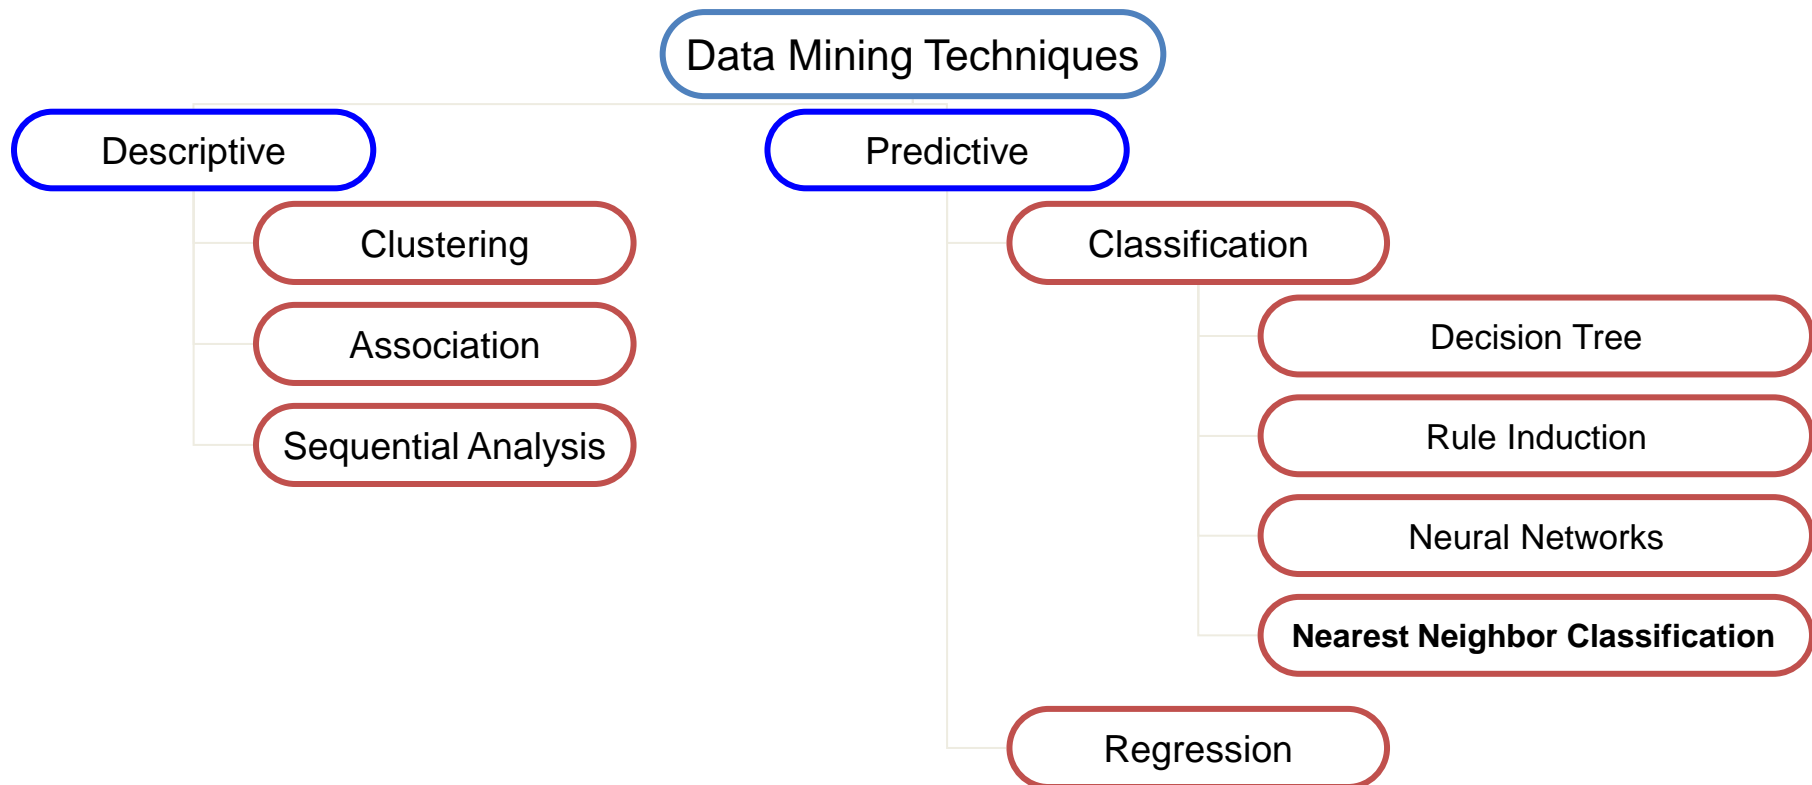 Data Mining Techniques
Descriptive
Predictive
Clustering
Association
Sequential Analysis
Classification
Decision Tree
Rule Induction
Neural Networks
Nearest Neighbor Classification
Regression